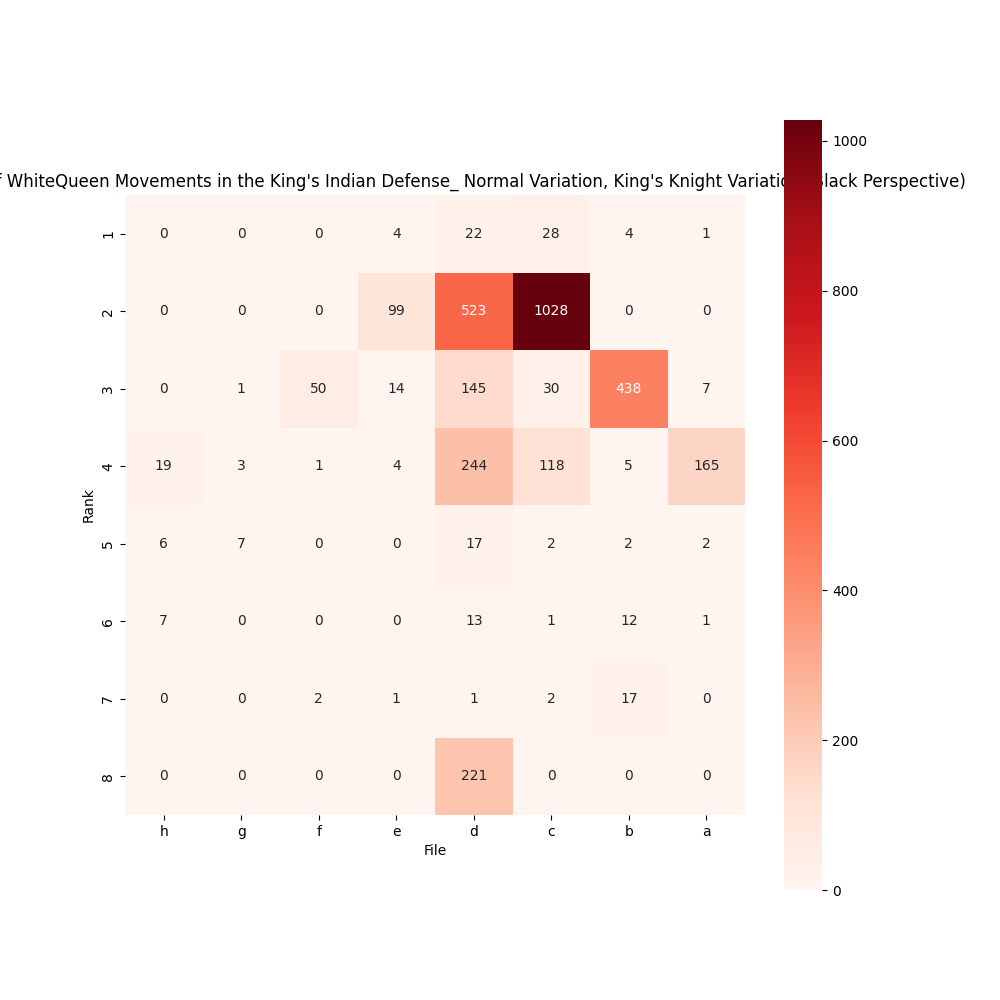 WhiteQueen Movements in the King's Indian Defense_ Normal Variation, King's Knight Perspective)
1000
800
600
400
200
0
Rank
1 0 0 0 4 22 28 4 1
2 0 0 0 99 523 1028 0 0
3 0 1 50 14 145 30 438 7
4 19 3 1 4 244 118 5 165
5 6 7 0 0 17 2 2 2
6 7 0 0 0 13 1 12 1
7 0 0 2 1 1 2 17 0
8 0 0 0 0 221 0 0 0
h g f e d c b a
File